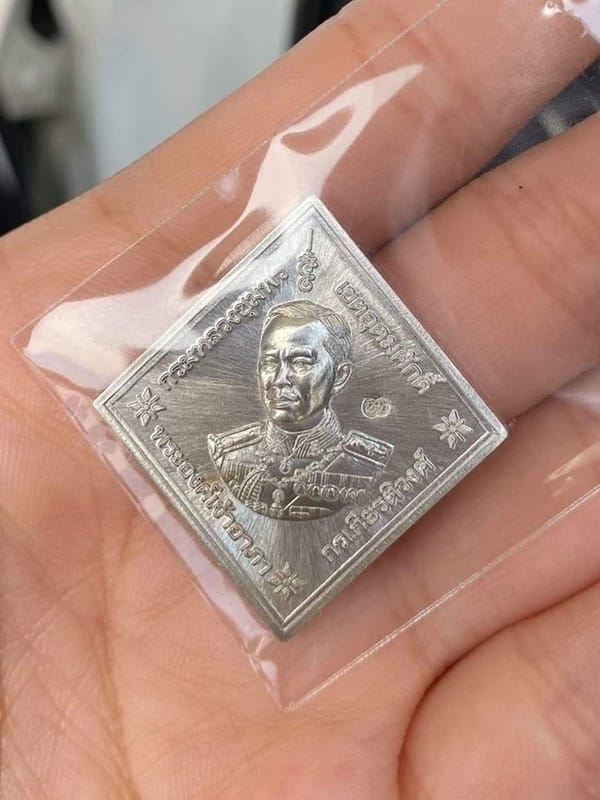 กรมหลวงชุมพร
เขตอุดมศักดิ์
พระองค์เจ้าอาภา
กรเกียรติวงศ์